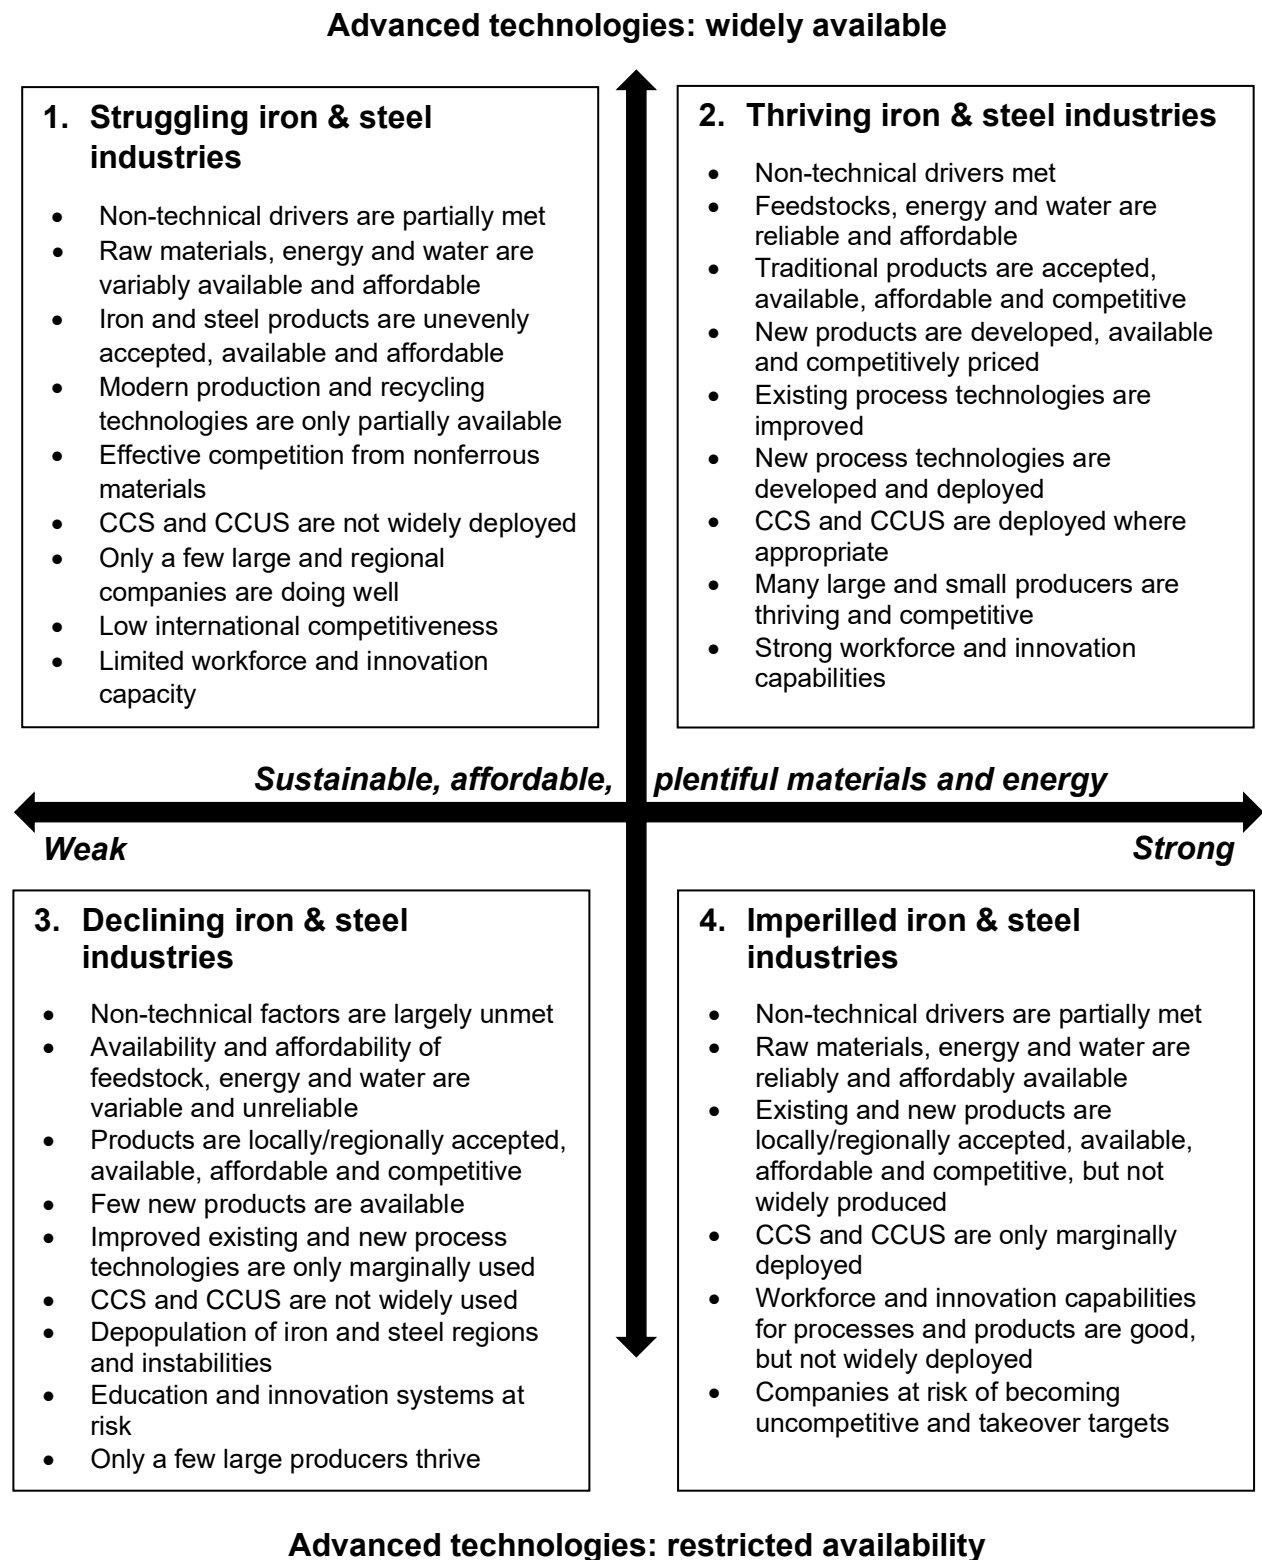 Advanced technologies: widely available
1. Struggling iron & steel
industries
• Non-technical drivers are partially met
• Raw materials, energy and water are
variably available and affordable
• Iron and steel products are unevenly
accepted, available and affordable
• Modern production and recycling
technologies are only partially available
• Effective competition from nonferrous
materials
• CCS and CCUS are not widely deployed
• Only a few large and regional
companies are doing well
• Low international competitiveness
• Limited workforce and innovation
capacity
2. Thriving iron & steel industries
• Non-technical drivers met
• Feedstocks, energy and water are
reliable and affordable
• Traditional products are accepted,
available, affordable and competitive
• New products are developed, available
and competitively priced
• Existing process technologies are
improved
• New process technologies are
developed and deployed
• CCS and CCUS are deployed where
appropriate
• Many large and small producers are
thriving and competitive
• Strong workforce and innovation
capabilities
Sustainable, affordable, plentiful materials and energy
Weak
Strong
3. Declining iron & steel
industries
• Non-technical factors are largely unmet
• Availability and affordability of
feedstock, energy and water are
variable and unreliable
• Products are locally/regionally accepted,
available, affordable and competitive
• Few new products are available
• Improved existing and new process
technologies are only marginally used
• CCS and CCUS are not widely used
• Depopulation of iron and steel regions
and instabilities
• Education and innovation systems at
risk
• Only a few large producers thrive
4. Imperilled iron & steel
industries
• Non-technical drivers are partially met
• Raw materials, energy and water are
reliably and affordably available
• Existing and new products are
locally/regionally accepted, available,
affordable and competitive, but not
widely produced
• CCS and CCUS are only marginally
deployed
• Workforce and innovation capabilities
for processes and products are good,
but not widely deployed
• Companies at risk of becoming
uncompetitive and takeover targets
Advanced technologies: restricted availability